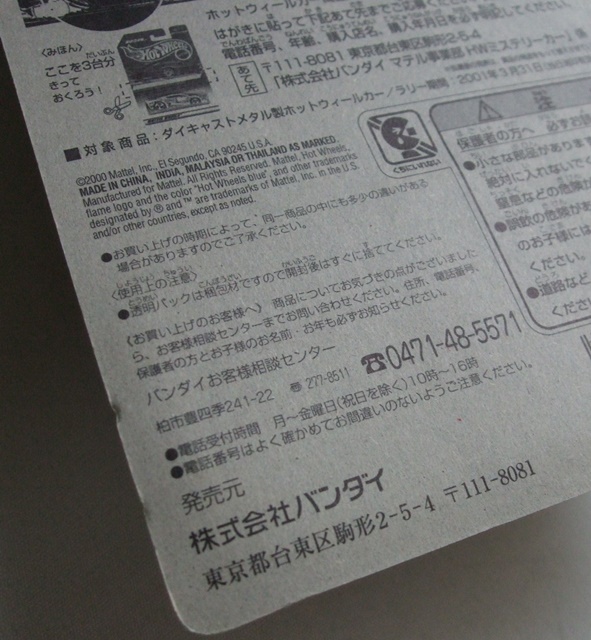 ホットウィールカー
はがきに貼って下記あて先までご応募ください
電話番号、年齢、購入店名、購入年月日を必ず明記してください
〈みほん〉
ここを3台分
きって
おくろう!
HOT WHEELS
あて先
〒111-8081 東京都台東区駒形2-5-4
「株式会社バンダイ マテル事業部 HWミステリーカー」係
■対象商品:ダイキャストメタル製ホットウィールカー/ラリー期間:2001年3月31日
©2000 Mattel, Inc. El Segundo, CA 90245 U.S.A.
MADE IN CHINA, INDIA, MALAYSIA OR THAILAND AS MARKED.
Manufactured for Mattel. All Rights Reserved. Mattel, Hot Wheels,
flame logo and the color "Hot Wheels blue", and other trademarks
designated by ® and ™ are trademarks of Mattel, Inc. in the U.S.
and/or other countries, except as noted.
くちにいれない
注
保護者の方へ 必ずお読
●小さな部品があります
絶対に入れないでく
窒息などの危険が
●誤飲の危険があ
のお子様には
ください。
●道路など
くださ
●お買い上げの時期によって、同一商品の中にも多少の違いがある
場合がありますのでご了承ください。
〈使用上の注意〉
●透明パックは梱包材ですので開封後はすぐに捨ててください。
《お買い上げのお客様へ》 商品についてお気づきの点がございました
ら、お客様相談センターまでお問い合わせください。住所、電話番号、
保護者の方とお子様のお名前・お年も必ずお知らせください。
バンダイお客様相談センター
☎0471-48-5571
柏市豊四季241-22 〒277-8511
●電話受付時間 月〜金曜日(祝日を除く)10時〜16時
●電話番号はよく確かめてお間違いのないようご注意ください。
発売元
株式会社バンダイ
東京都台東区駒形2-5-4 〒111-8081